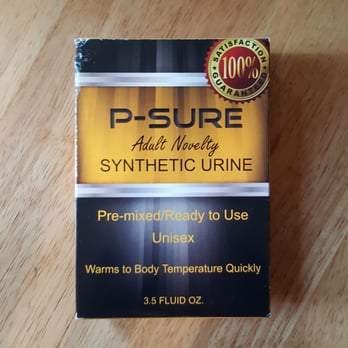 SATISFACTION
100%
GUARANTEED
P-SURE
Adult Novelty
SYNTHETIC URINE
Pre-mixed/Ready to Use
Unisex
Warms to Body Temperature Quickly
3.5 FLUID OZ.